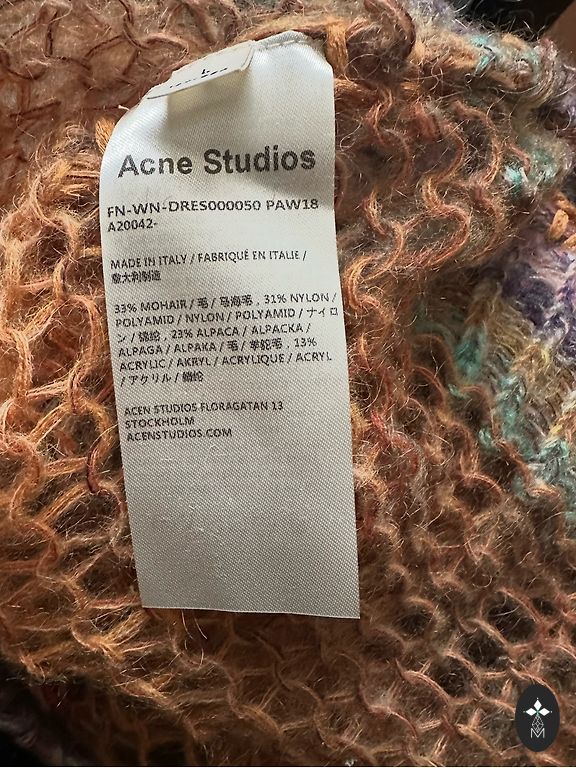 L
Acne Studios
FN-WN-DRES000050 PAW18
A20042-
MADE IN ITALY / FABRIQUÉ EN ITALIE /
意大利制造
33% MOHAIR / 毛 / 马海毛 , 31% NYLON /
POLYAMID / NYLON / POLYAMID / ナイロ
ン / 锦纶 , 23% ALPACA / ALPACKA /
ALPAGA / ALPAKA / 毛 / 羊驼毛 , 13%
ACRYLIC / AKRYL / ACRYLIQUE / ACRYL
/ アクリル / 腈纶
ACEN STUDIOS FLORAGATAN 13
STOCKHOLM
ACENSTUDIOS.COM
M